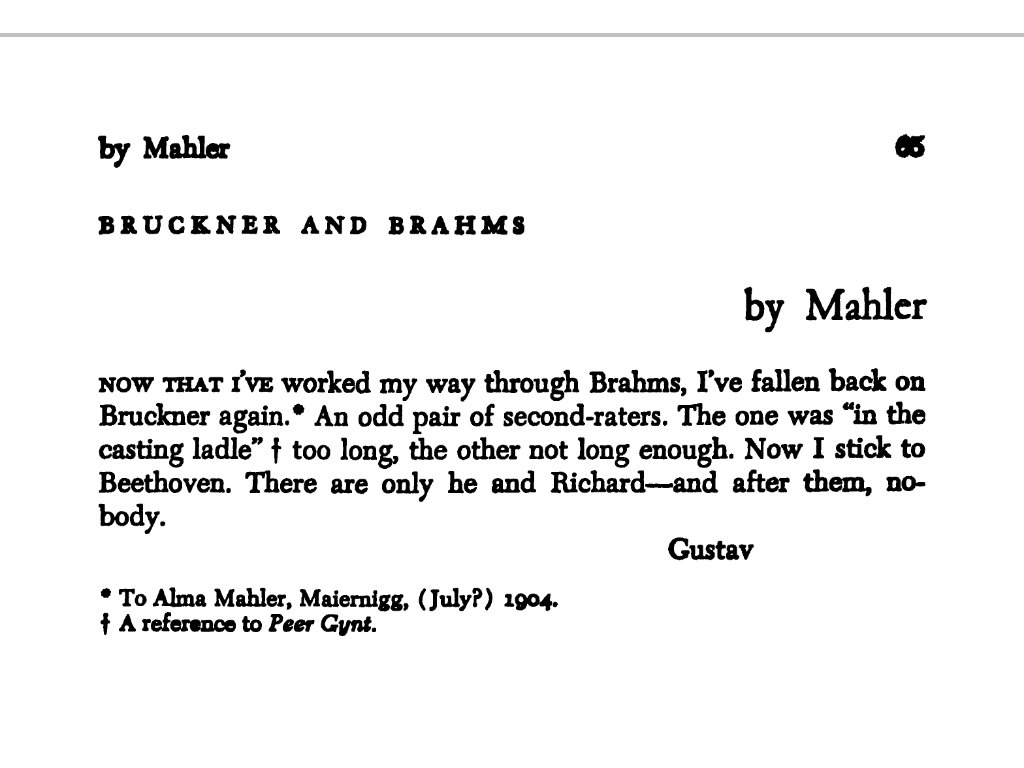 by Mahler 65
BRUCKNER AND BRAHMS
by Mahler
NOW THAT I'VE worked my way through Brahms, I've fallen back on
Bruckner again.* An odd pair of second-raters. The one was “in the
casting ladle” † too long, the other not long enough. Now I stick to
Beethoven. There are only he and Richard—and after them, no-
body.
Gustav
* To Alma Mahler, Maiernigg, (July?) 1904.
† A reference to Peer Gynt.